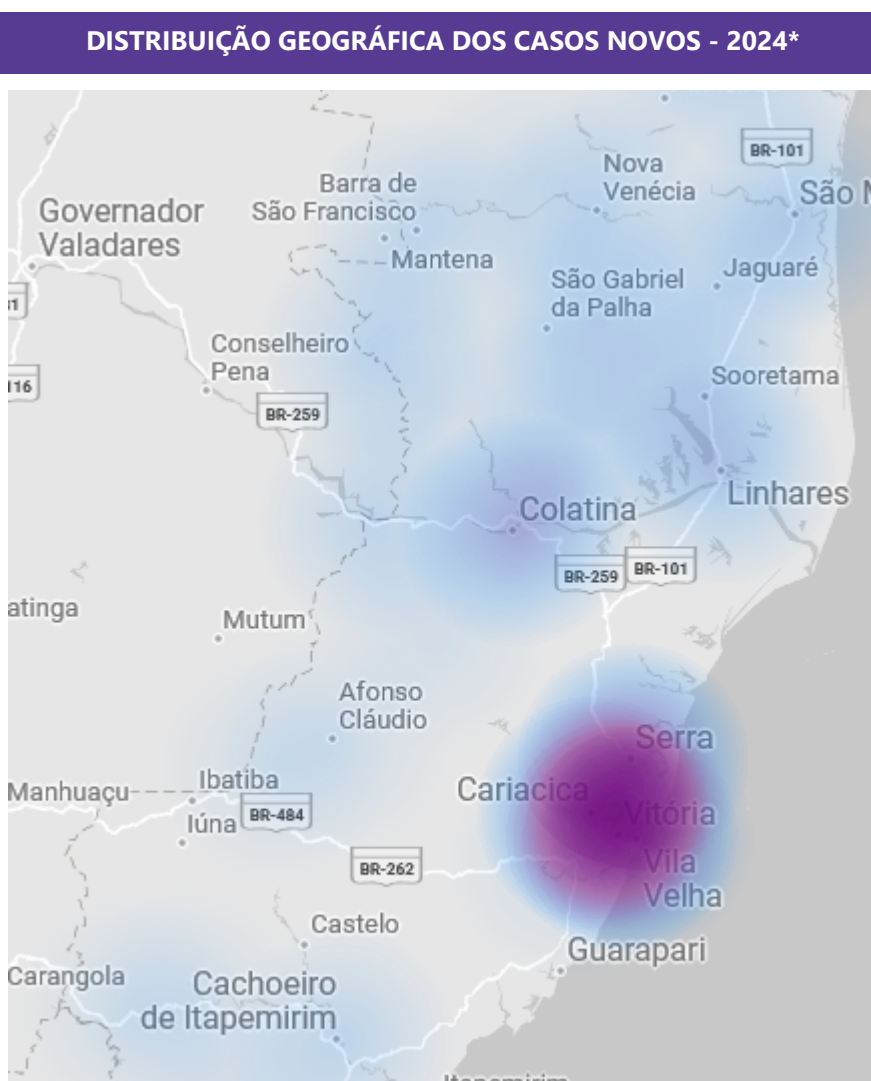 DISTRIBUIÇÃO GEOGRÁFICA DOS CASOS NOVOS - 2024*
BR-101
Nova
Venécia
Barra de
São Francisco
São M
Governador
Valadares
Mantena
São Gabriel
da Palha
Jaguaré
Conselheiro
Pena
116
Sooretama
BR-259
Linhares
Colatina
BR-259
BR-101
atinga
Mutum
Afonso
Cláudio
Serra
Ibatiba
Manhuaçu
Cariacica
BR-484
Vitória
Iúna
BR-262
Vila
Velha
Castelo
Guarapari
Carangola
Cachoeiro
de Itapemirim